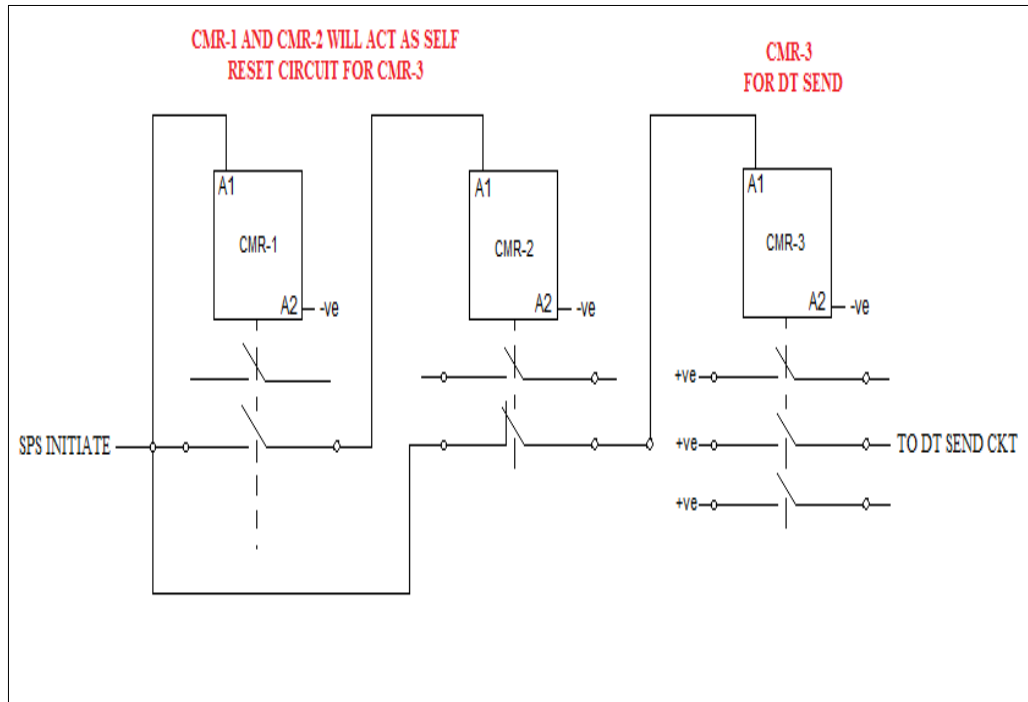 CMR-1 AND CMR-2 WILL ACT AS SELF
RESET CIRCUIT FOR CMR-3
CMR-3
FOR DT SEND
A1
CMR-1
A2
-ve
A1
CMR-2
A2
-ve
A1
CMR-3
A2
-ve
+ve
SPS INITIATE
+ve
TO DT SEND CKT
+ve